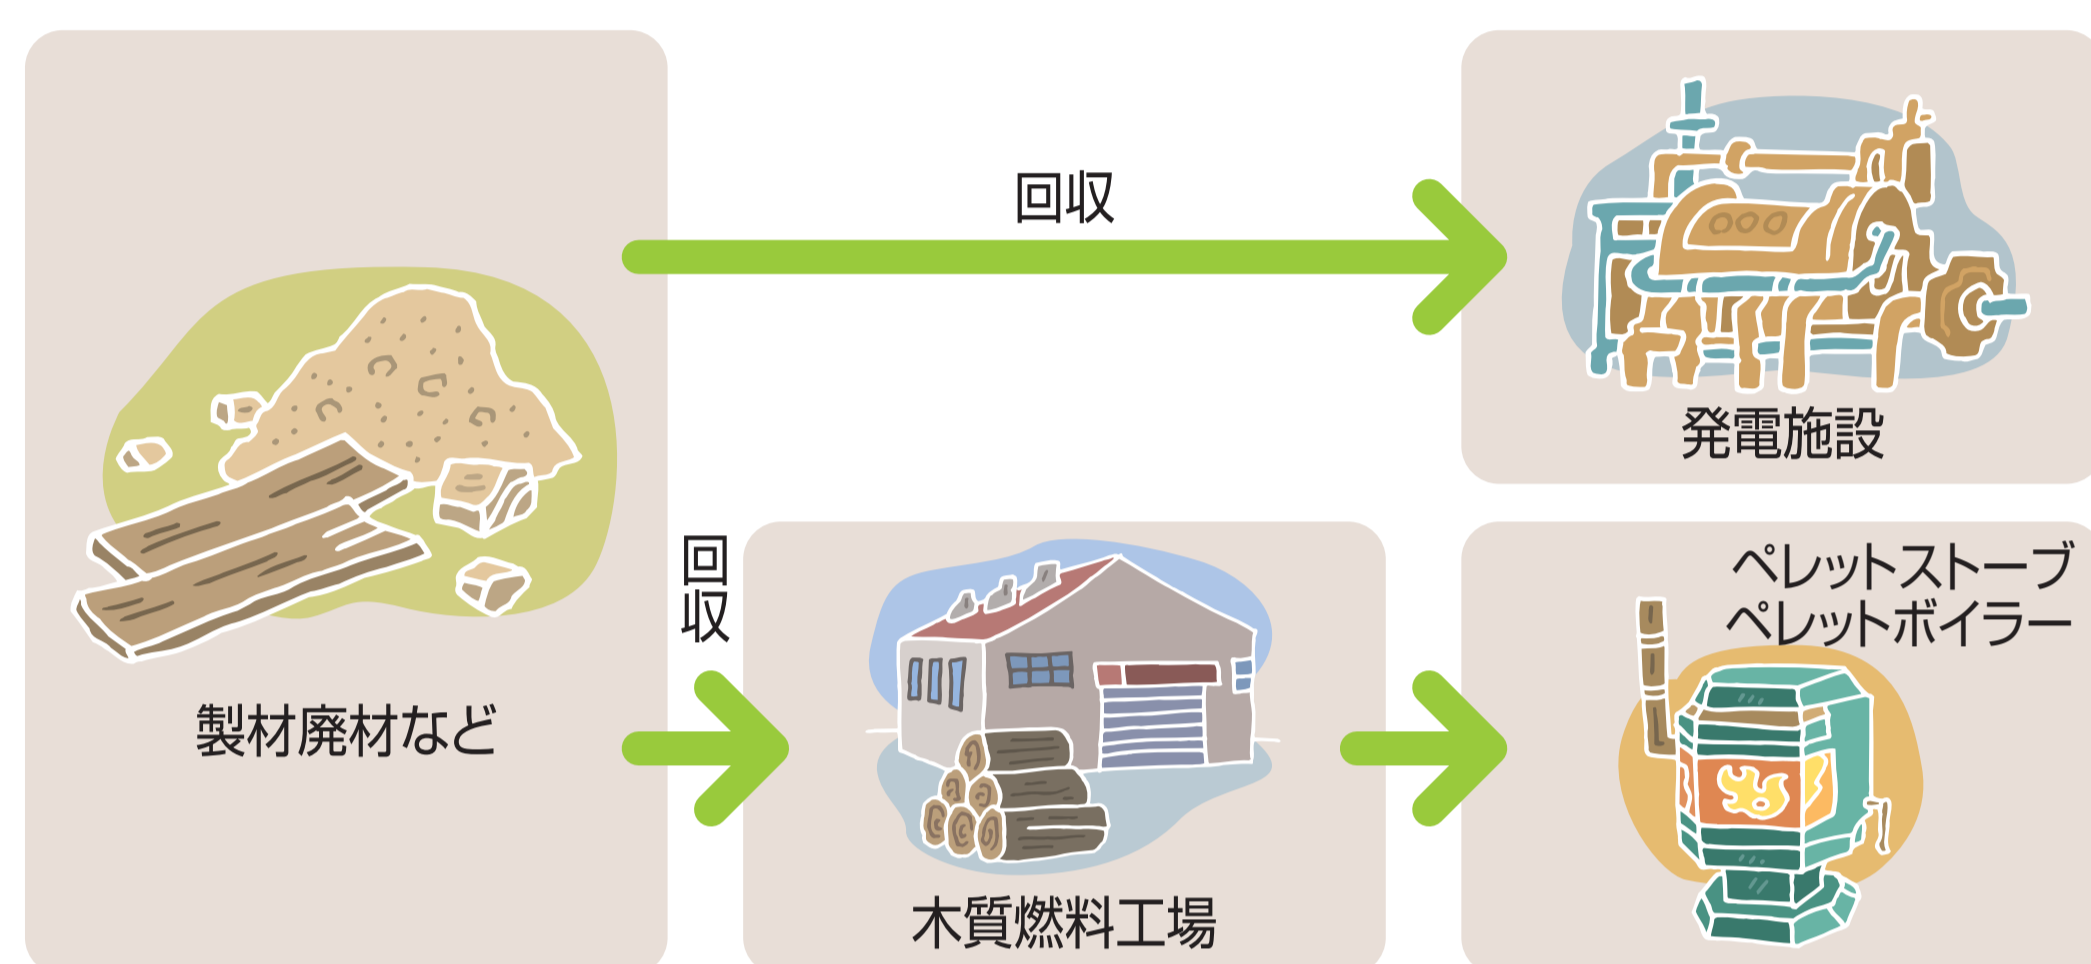 製材廃材など
回収
発電施設
回収
木質燃料工場
ペレットストーブ
ペレットボイラー